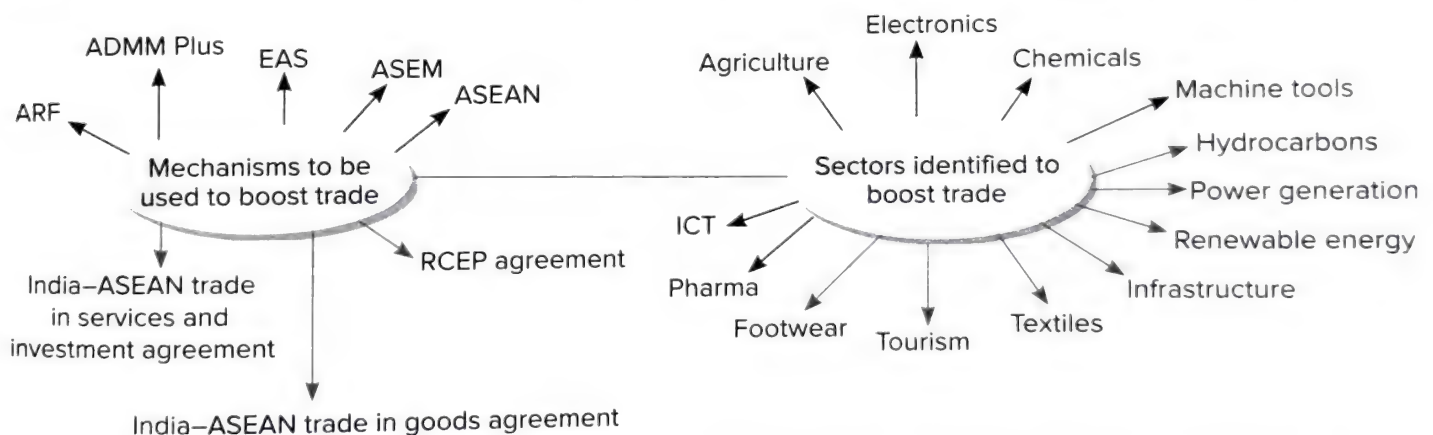 ADMM Plus
EAS
ASEM
ARF
ASEAN
Mechanisms to be
used to boost trade
India–ASEAN trade
in services and
investment agreement
RCEP agreement
India–ASEAN trade in goods agreement
Electronics
Agriculture
Chemicals
Machine tools
Hydrocarbons
Sectors identified to
boost trade
Power generation
ICT
Renewable energy
Pharma
Infrastructure
Footwear
Tourism
Textiles